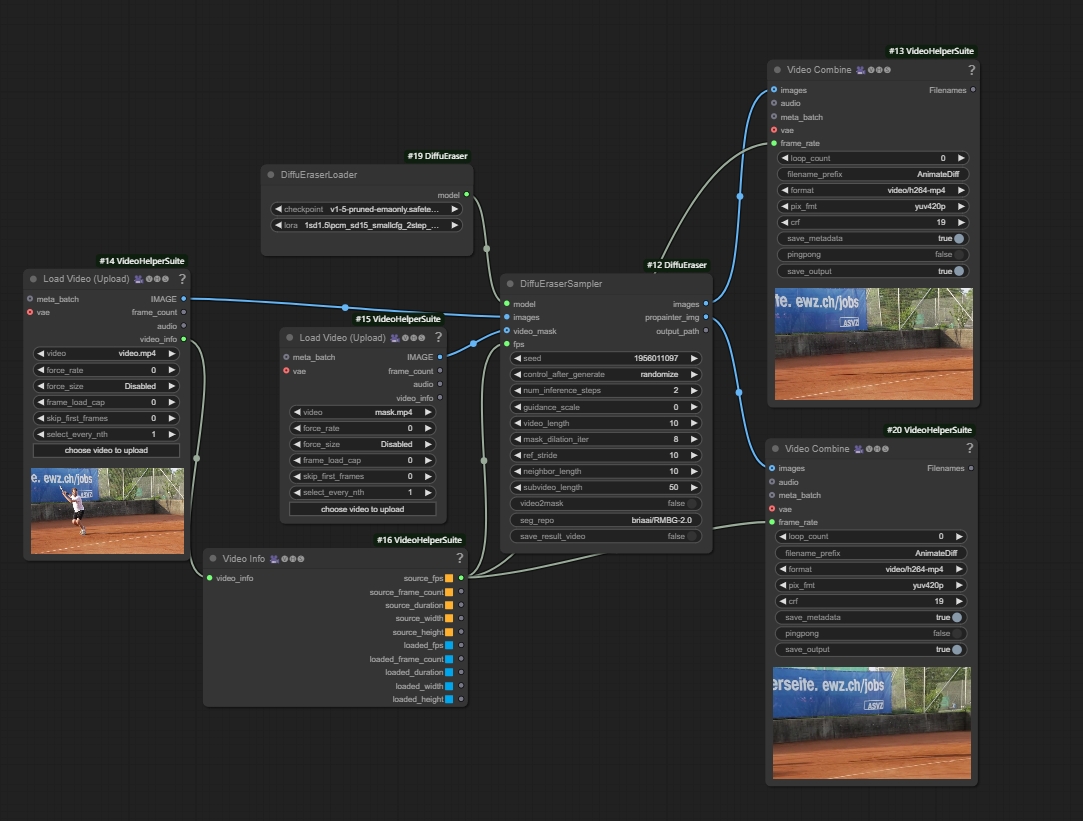 #13 VideoHelperSuite
Video Combine
?
images
Filenames
audio
meta_batch
vae
frame_rate
loop_count 0
filename_prefix AnimateDiff
format video/h264-mp4
pix_fmt yuv420p
crf 19
save_metadata true
pingpong false
save_output true
e. ewz.ch/jobs
ASVZ
#19 DiffuEraser
DiffuEraserLoader
model
checkpoint v1-5-pruned-emaonly.safete...
lora 1sd1.5\pcm_sd15_smallcfg_2step_...
#14 VideoHelperSuite
Load Video (Upload)
?
meta_batch IMAGE
vae frame_count
audio
video_info
video video.mp4
force_rate 0
force_size Disabled
frame_load_cap 0
skip_first_frames 0
select_every_nth 1
choose video to upload
e. ewz.ch/jobs
ASVZ
#15 VideoHelperSuite
Load Video (Upload)
?
meta_batch IMAGE
vae frame_count
audio
video_info
video mask.mp4
force_rate 0
force_size Disabled
frame_load_cap 0
skip_first_frames 0
select_every_nth 1
choose video to upload
#12 DiffuEraser
DiffuEraserSampler
model images
images propainter_img
video_mask output_path
fps
seed 1956011097
control_after_generate randomize
num_inference_steps 2
guidance_scale 0
video_length 10
mask_dilation_iter 8
ref_stride 10
neighbor_length 10
subvideo_length 50
video2mask false
seg_repo briaai/RMBG-2.0
save_result_video false
#16 VideoHelperSuite
Video Info
?
video_info source_fps
source_frame_count
source_duration
source_width
source_height
loaded_fps
loaded_frame_count
loaded_duration
loaded_width
loaded_height
#20 VideoHelperSuite
Video Combine
?
images
Filenames
audio
meta_batch
vae
frame_rate
loop_count 0
filename_prefix AnimateDiff
format video/h264-mp4
pix_fmt yuv420p
crf 19
save_metadata true
pingpong false
save_output true
erseite. ewz.ch/jobs
ASVZ